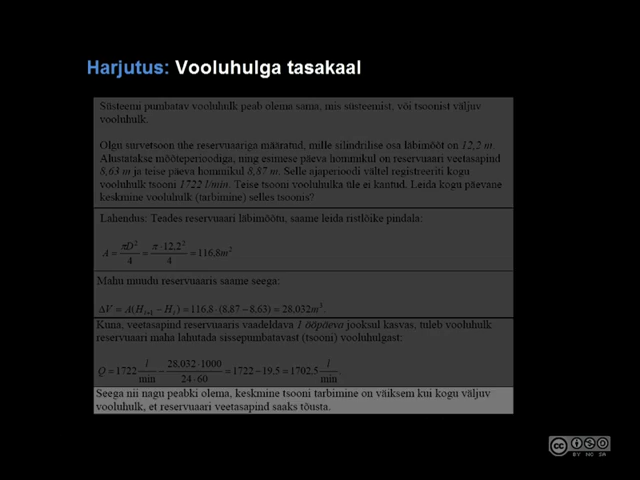 Harjutus: Vooluhulga tasakaal
Süsteemi pumbatav vooluhulk peab olema sama, mis süsteemist, või tsoonist väljuv
vooluhulk.
Olgu survetsoon ühe reservuaariga määratud, mille silindrilise osa läbimõõt on 12,2 m.
Alustatakse mõõteperioodiga, ning esimese päeva hommikul on reservuaari veetasapind
8,63 m ja teise päeva hommikul 8,87 m. Selle ajaperioodi vältel registreeriti kogu
vooluhulk tsooni 1722 l/min. Teise tsooni vooluhulka üle ei kantud. Leida kogu päevane
keskmine vooluhulk (tarbimine) selles tsoonis?
Lahendus: Teades reservuaari läbimõõtu, saame leida ristlõike pindala:
A = πD²/4 = π·12,2²/4 = 116,8m²
Mahu muudu reservuaaris saame seega:
ΔV = A(H_{i+1} − H_i) = 116,8·(8,87 − 8,63) = 28,032m³.
Kuna, veetasapind reservuaaris vaadeldava 1 ööpäeva jooksul kasvas, tuleb vooluhulk
reservuaari maha lahutada sissepumbatavast (tsooni) vooluhulgast:
Q = 1722 l/min − 28,032·1000/24·60 = 1722 − 19,5 = 1702,5 l/min.
Seega nii nagu peabki olema, keskmine tsooni tarbimine on väiksem kui kogu väljuv
vooluhulk, et reservuaari veetasapind saaks tõusta.
cc BY NC SA